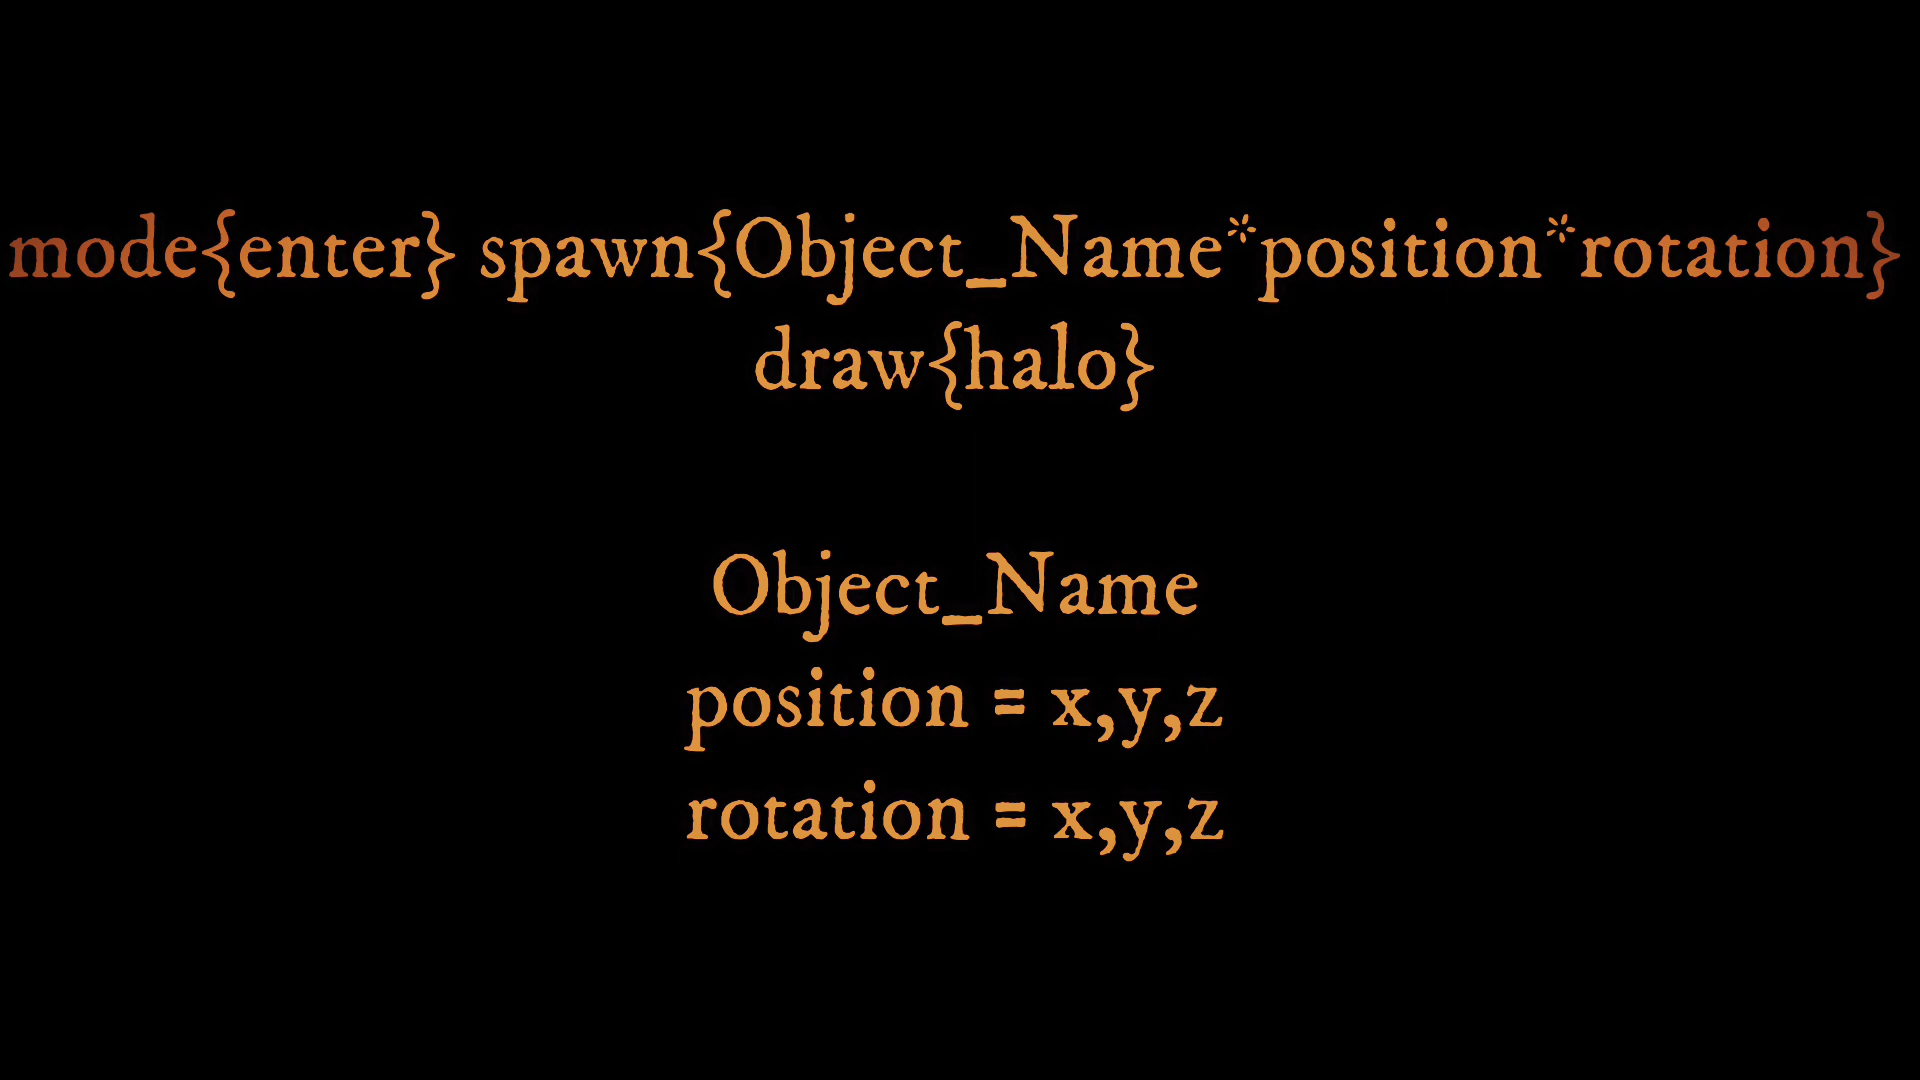 mode{enter} spawn{Object_Name*position*rotation}
draw{halo}
Object_Name
position = x,y,z
rotation = x,y,z